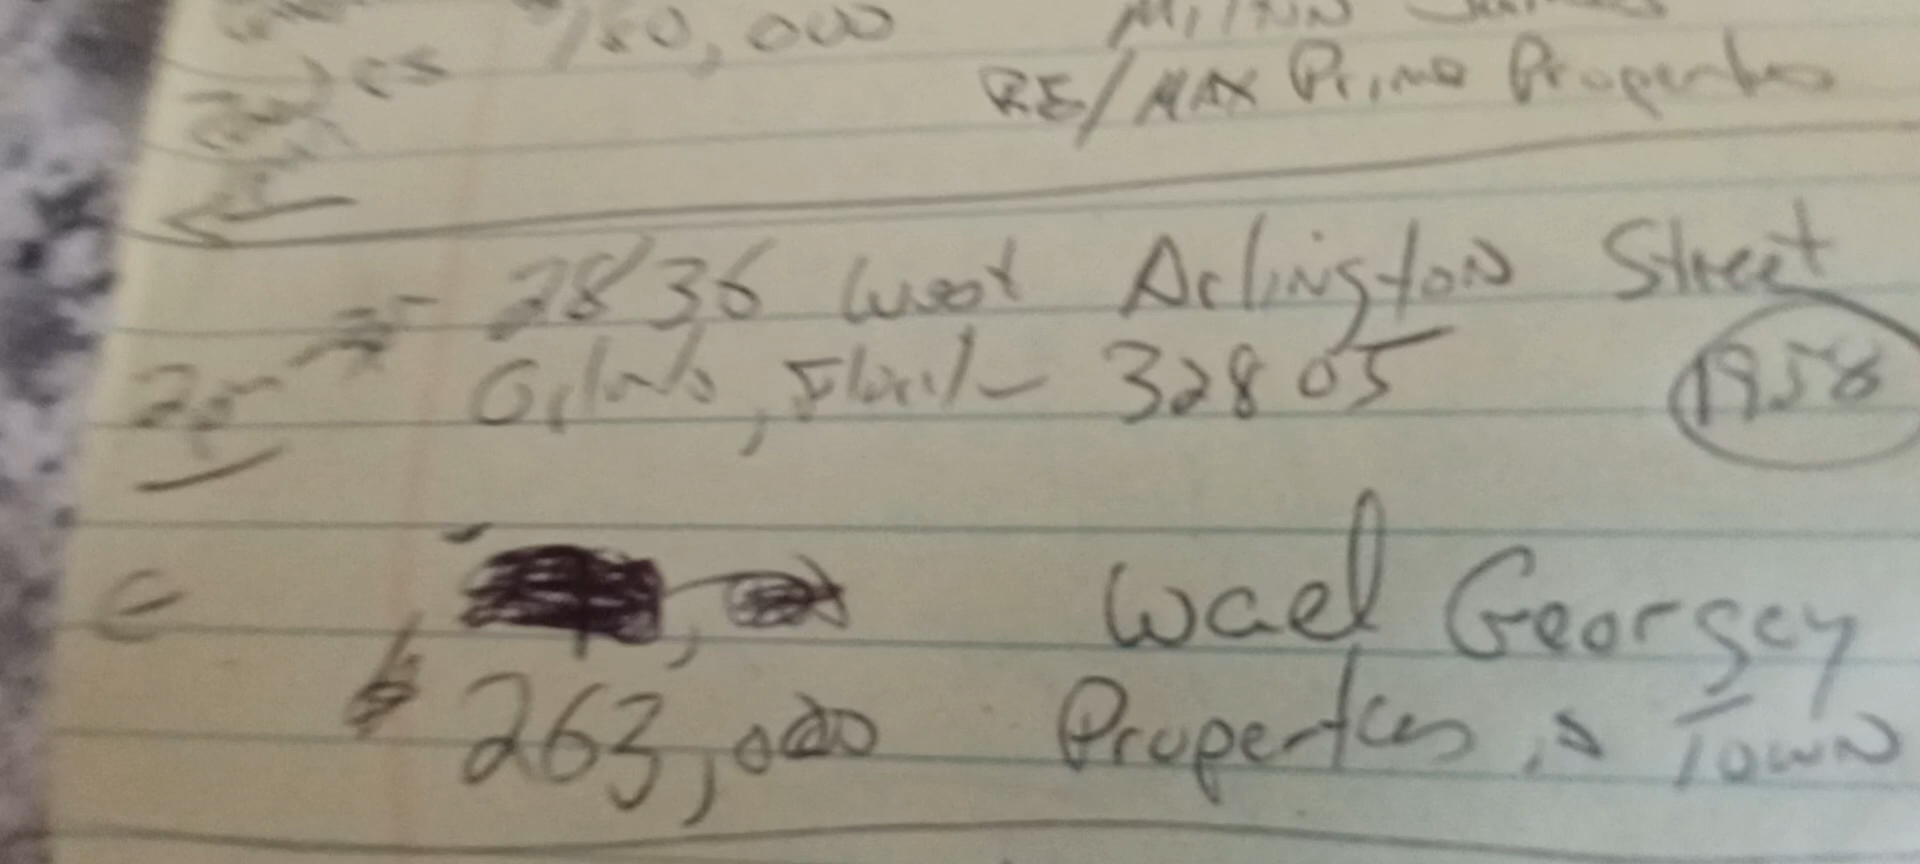 160,000
RE/MAX Prime Properties
2836 West Arlington Street
Orlando, Florida 32805
1958
Wael Georgey
263,000 Properties in Town